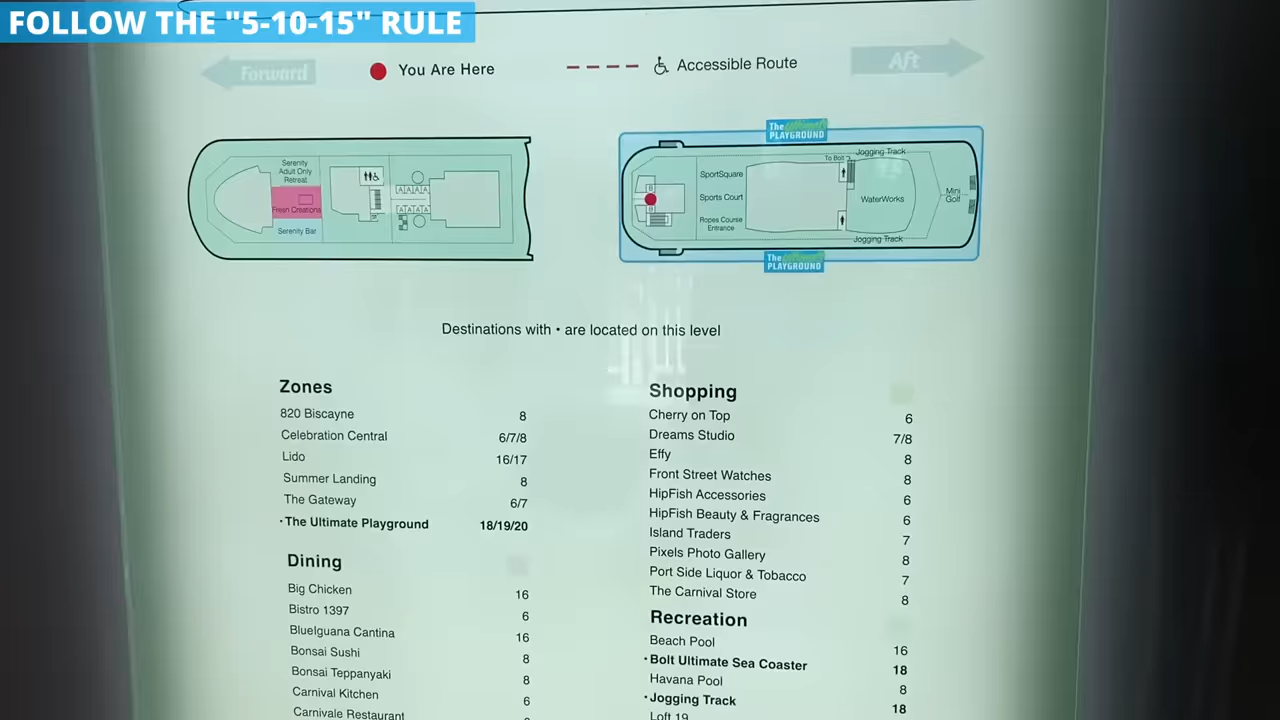 FOLLOW THE "5-10-15" RULE
Forward
You Are Here
Accessible Route
Aft
The Ultimate
PLAYGROUND
Serenity
Adult Only
Retreat
Fresh Creations
Serenity Bar
A A A A
A A A A
To Bolt
Jogging Track
SportSquare
Sports Court
Ropes Course
Entrance
B
B
WaterWorks
Mini
Golf
Jogging Track
The Ultimate
PLAYGROUND
Destinations with • are located on this level
Zones
820 Biscayne 8
Celebration Central 6/7/8
Lido 16/17
Summer Landing 8
The Gateway 6/7
•The Ultimate Playground 18/19/20
Dining
Big Chicken 16
Bistro 1397 6
BlueIguana Cantina 16
Bonsai Sushi 8
Bonsai Teppanyaki 8
Carnival Kitchen 6
Carnivale Restaurant
Shopping
Cherry on Top 6
Dreams Studio 7/8
Effy 8
Front Street Watches 8
HipFish Accessories 6
HipFish Beauty & Fragrances 6
Island Traders 7
Pixels Photo Gallery 8
Port Side Liquor & Tobacco 7
The Carnival Store 8
Recreation
Beach Pool 16
•Bolt Ultimate Sea Coaster 18
Havana Pool 8
•Jogging Track 18
Loft 19